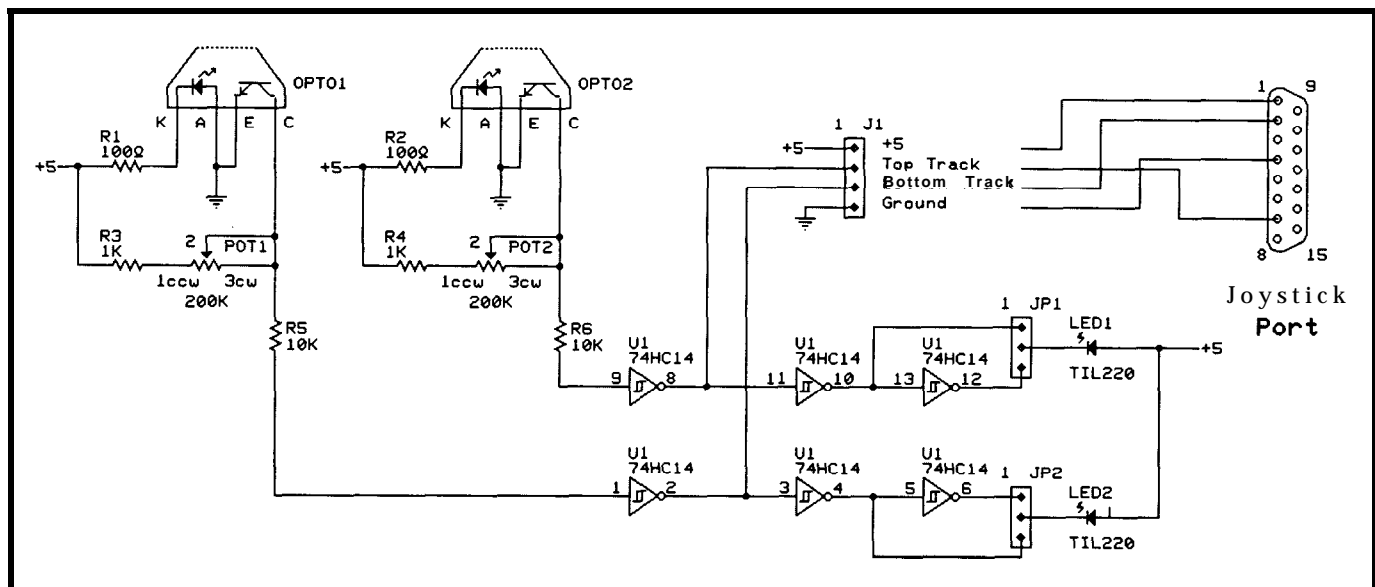 OPTO1
K A E C
R1
100Ω
+5
R3
1K
2
POT1
1ccw 3cw
200K
R5
10K
OPTO2
K A E C
R2
100Ω
+5
R4
1K
2
POT2
1ccw 3cw
200K
R6
10K
1 J1
+5
+5
Top Track
Bottom Track
Ground
1 9
8 15
Joystick
Port
U1
74HC14
9 8
U1
74HC14
11 10
U1
74HC14
13 12
1 JP1
LED1
TIL220
+5
U1
74HC14
1 2
U1
74HC14
3 4
U1
74HC14
5 6
1 JP2
LED2
TIL220